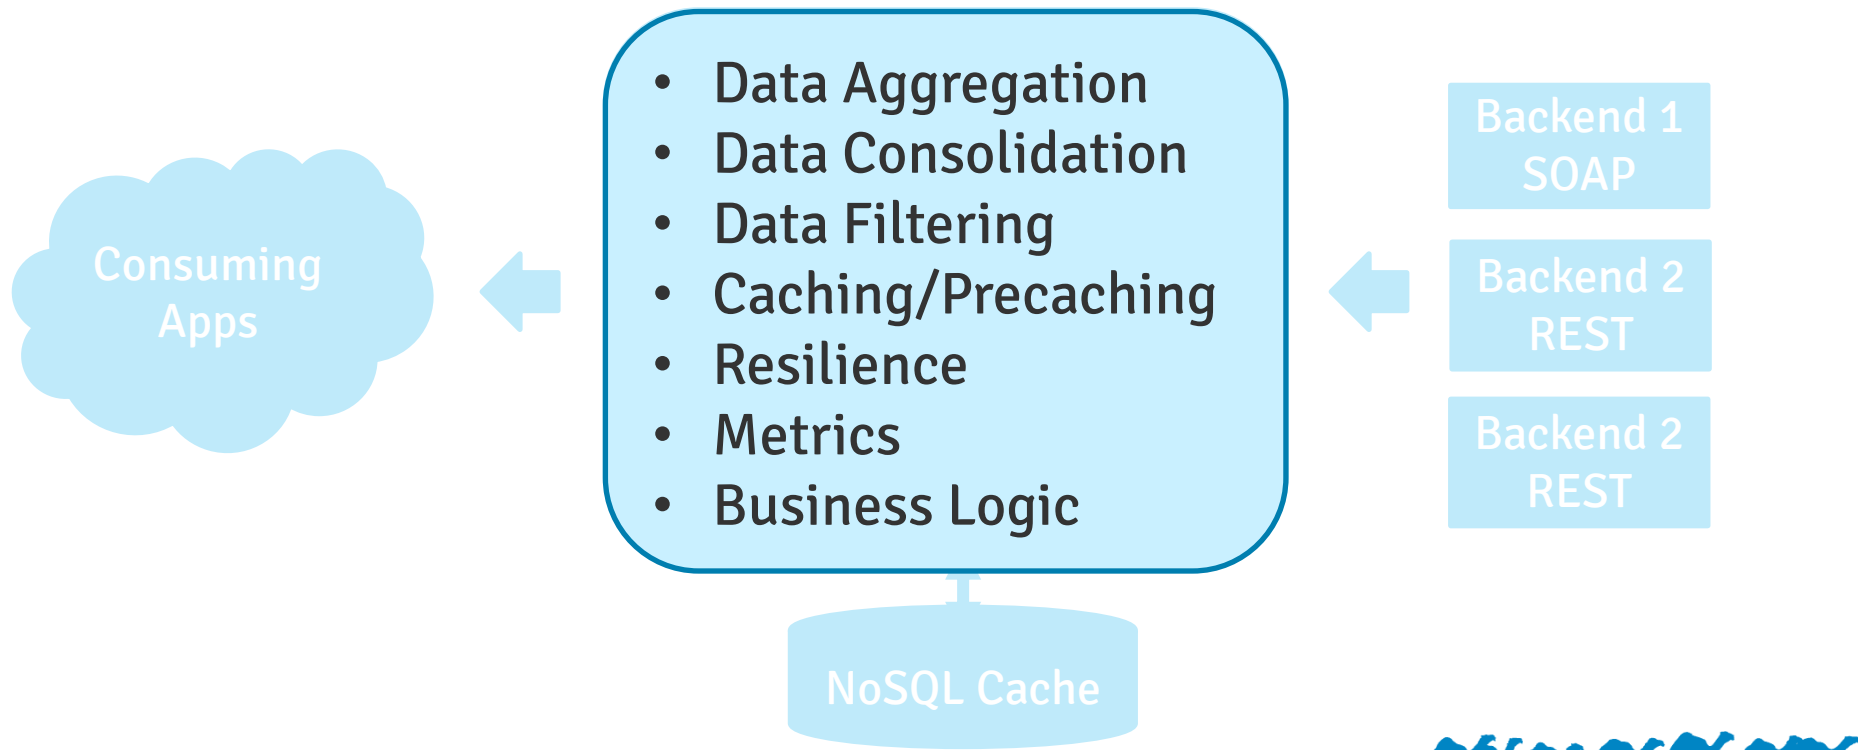 Consuming
Apps
• Data Aggregation
• Data Consolidation
• Data Filtering
• Caching/Precaching
• Resilience
• Metrics
• Business Logic
Backend 1
SOAP
Backend 2
REST
Backend 2
REST
NoSQL Cache